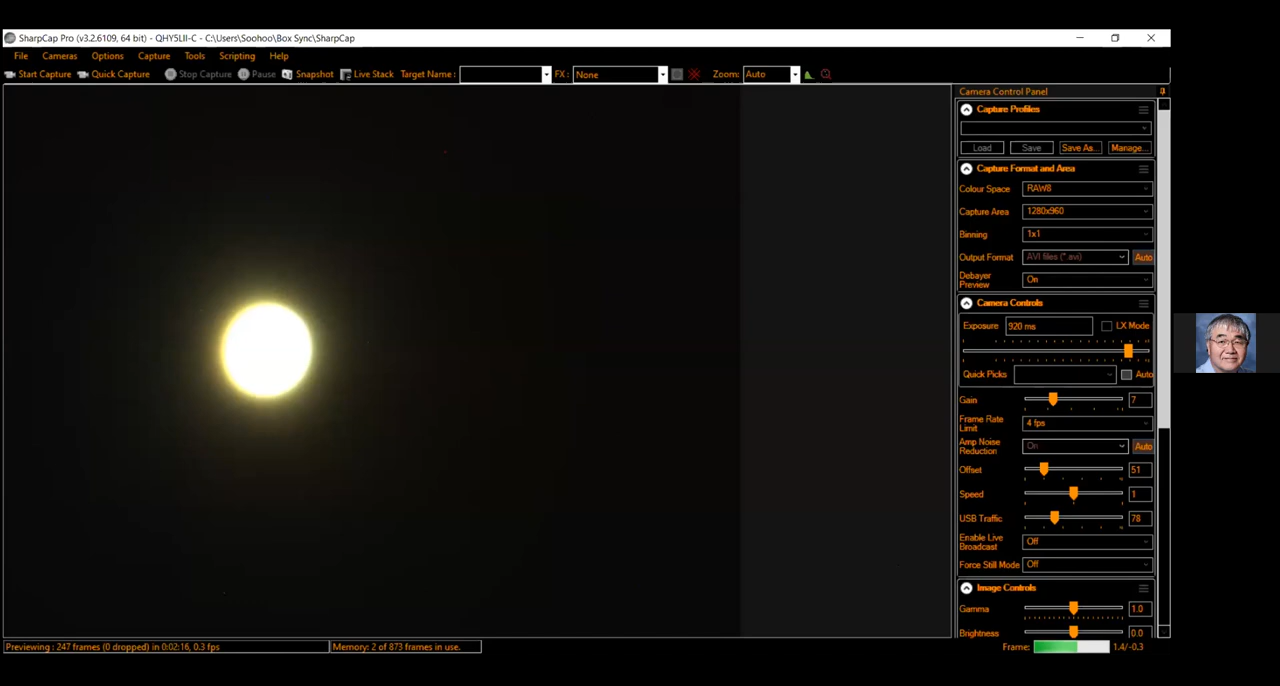 SharpCap Pro (v3.2.6109, 64 bit) - QHY5LII-C - C:\Users\Soohoo\Box Sync\SharpCap
File Cameras Options Capture Tools Scripting Help
Start Capture Quick Capture Stop Capture Pause Snapshot Live Stack Target Name : FX : None Zoom: Auto
Camera Control Panel
Capture Profiles
Load Save Save As... Manage...
Capture Format and Area
Colour Space RAW8
Capture Area 1280x960
Binning 1x1
Output Format AVI files (*.avi) Auto
Debayer
Preview On
Camera Controls
Exposure 920 ms LX Mode
Quick Picks Auto
Gain 7
Frame Rate
Limit 4 fps
Amp Noise
Reduction On Auto
Offset 51
Speed 1
USB Traffic 78
Enable Live
Broadcast Off
Force Still Mode Off
Image Controls
Gamma 1.0
Brightness 0.0
Previewing : 247 frames (0 dropped) in 0:02:16, 0.3 fps Memory: 2 of 873 frames in use. Frame: 1.4/-0.3